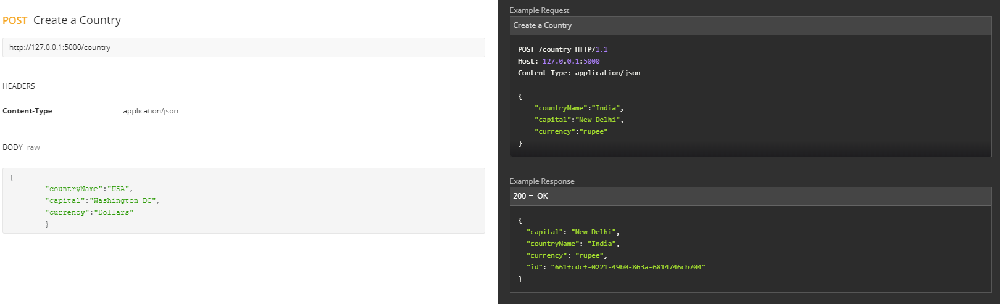 POST Create a Country
http://127.0.0.1:5000/country
HEADERS
Content-Type application/json
BODY raw
{
"countryName":"USA",
"capital":"Washington DC",
"currency":"Dollars"
}
Example Request
Create a Country
POST /country HTTP/1.1
Host: 127.0.0.1:5000
Content-Type: application/json
{
"countryName":"India",
"capital":"New Delhi",
"currency":"rupee"
}
Example Response
200 – OK
{
"capital": "New Delhi",
"countryName": "India",
"currency": "rupee",
"id": "661fcdcf-0221-49b0-863a-6814746cb704"
}